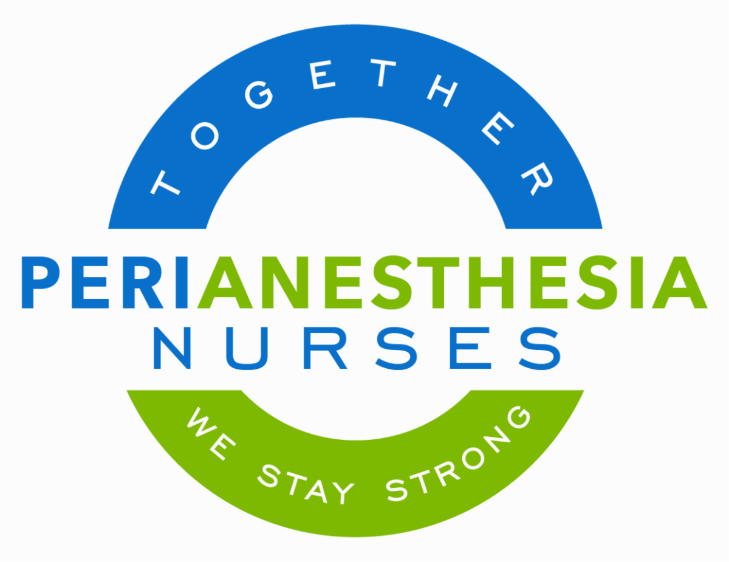 TOGETHER
PERIANESTHESIA
NURSES
WE STAY STRONG